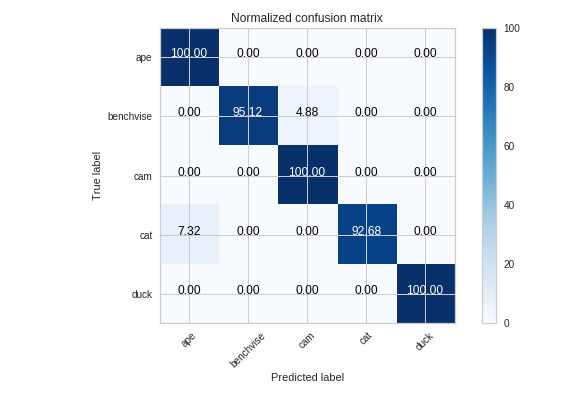 Normalized confusion matrix
True label
ape 100.00 0.00 0.00 0.00 0.00
benchvise 0.00 95.12 4.88 0.00 0.00
cam 0.00 0.00 100.00 0.00 0.00
cat 7.32 0.00 0.00 92.68 0.00
duck 0.00 0.00 0.00 0.00 100.00
ape benchvise cam cat duck
Predicted label
100
80
60
40
20
0